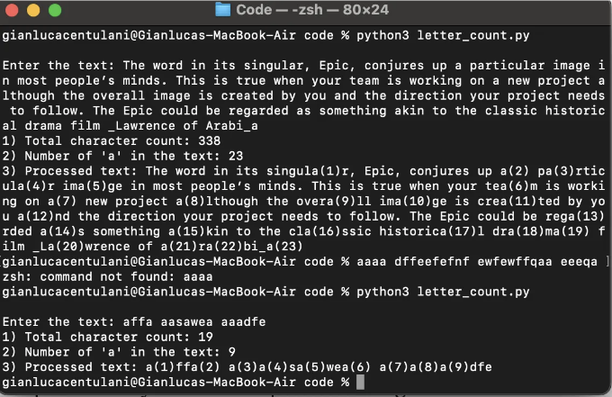 Code — -zsh — 80×24
gianlucacentulani@Gianlucas-MacBook-Air code % python3 letter_count.py
Enter the text: The word in its singular, Epic, conjures up a particular image i
n most people's minds. This is true when your team is working on a new project a
lthough the overall image is created by you and the direction your project needs
to follow. The Epic could be regarded as something akin to the classic historic
al drama film _Lawrence of Arabi_a
1) Total character count: 338
2) Number of 'a' in the text: 23
3) Processed text: The word in its singula(1)r, Epic, conjures up a(2) pa(3)rtic
ula(4)r ima(5)ge in most people's minds. This is true when your tea(6)m is worki
ng on a(7) new project a(8)lthough the overa(9)ll ima(10)ge is crea(11)ted by yo
u a(12)nd the direction your project needs to follow. The Epic could be rega(13)
rded a(14)s something a(15)kin to the cla(16)ssic historica(17)l dra(18)ma(19) f
ilm _La(20)wrence of a(21)ra(22)bi_a(23)
gianlucacentulani@Gianlucas-MacBook-Air code % aaaa dffeefefnf ewfewffqaa eeeqa
zsh: command not found: aaaa
gianlucacentulani@Gianlucas-MacBook-Air code % python3 letter_count.py
Enter the text: affa aasawea aaadfe
1) Total character count: 19
2) Number of 'a' in the text: 9
3) Processed text: a(1)ffa(2) a(3)a(4)sa(5)wea(6) a(7)a(8)a(9)dfe
gianlucacentulani@Gianlucas-MacBook-Air code %